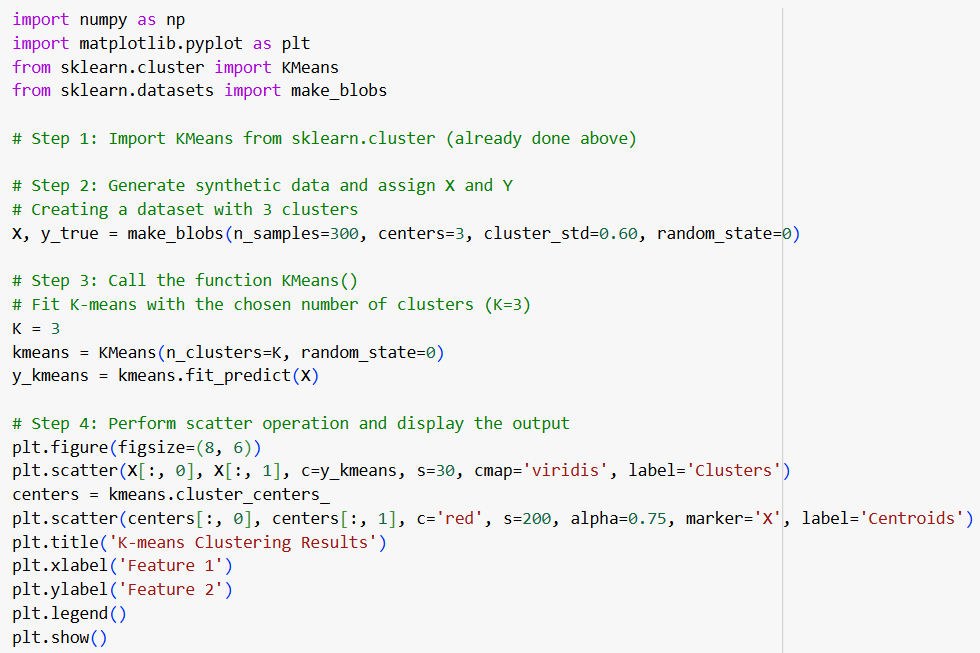 import numpy as np
import matplotlib.pyplot as plt
from sklearn.cluster import KMeans
from sklearn.datasets import make_blobs
# Step 1: Import KMeans from sklearn.cluster (already done above)
# Step 2: Generate synthetic data and assign X and Y
# Creating a dataset with 3 clusters
X, y_true = make_blobs(n_samples=300, centers=3, cluster_std=0.60, random_state=0)
# Step 3: Call the function KMeans()
# Fit K-means with the chosen number of clusters (K=3)
K = 3
kmeans = KMeans(n_clusters=K, random_state=0)
y_kmeans = kmeans.fit_predict(X)
# Step 4: Perform scatter operation and display the output
plt.figure(figsize=(8, 6))
plt.scatter(X[:, 0], X[:, 1], c=y_kmeans, s=30, cmap='viridis', label='Clusters')
centers = kmeans.cluster_centers_
plt.scatter(centers[:, 0], centers[:, 1], c='red', s=200, alpha=0.75, marker='X', label='Centroids')
plt.title('K-means Clustering Results')
plt.xlabel('Feature 1')
plt.ylabel('Feature 2')
plt.legend()
plt.show()